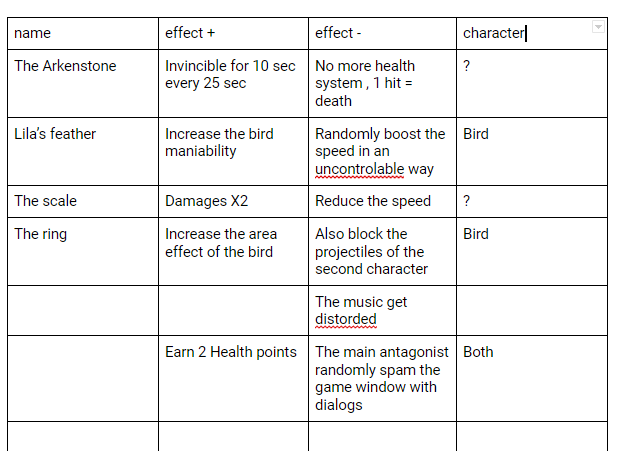 name effect + effect - character
The Arkenstone Invincible for 10 sec No more health ?
every 25 sec system , 1 hit =
death
Lila's feather Increase the bird Randomly boost the Bird
maniability speed in an
uncontrolable way
The scale Damages X2 Reduce the speed ?
The ring Increase the area Also block the Bird
effect of the bird projectiles of the
second character
The music get
distorded
Earn 2 Health points The main antagonist Both
randomly spam the
game window with
dialogs